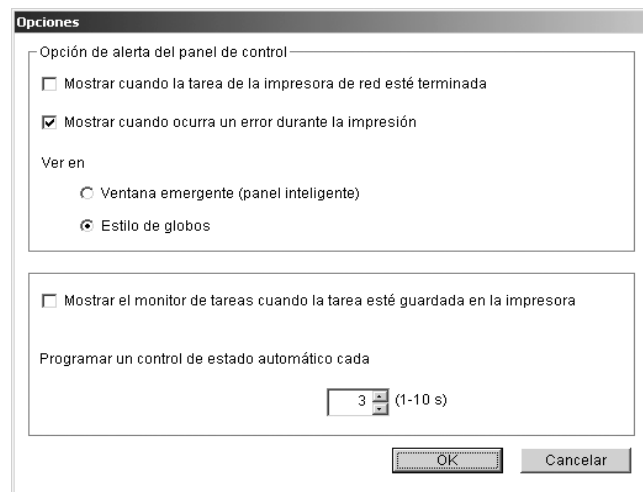 Opciones
Opción de alerta del panel de control
Mostrar cuando la tarea de la impresora de red esté terminada
Mostrar cuando ocurra un error durante la impresión
Ver en
Ventana emergente (panel inteligente)
Estilo de globos
Mostrar el monitor de tareas cuando la tarea esté guardada en la impresora
Programar un control de estado automático cada
3 (1-10 s)
OK Cancelar